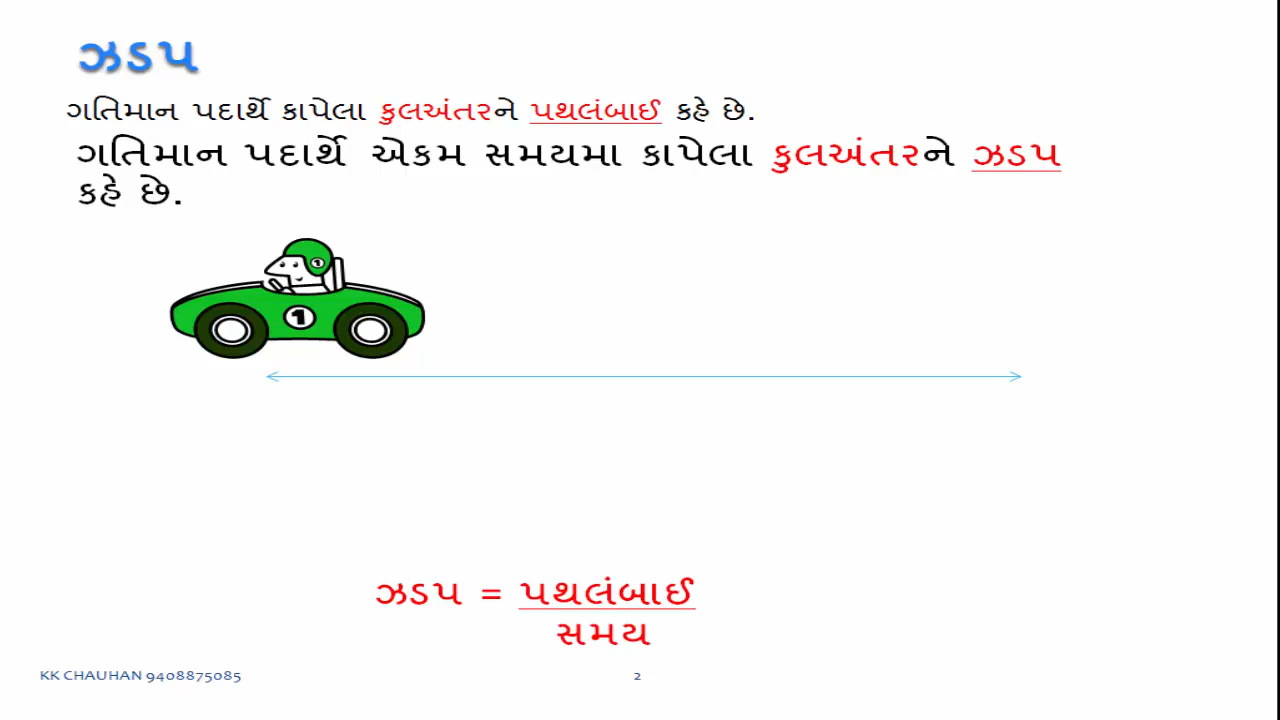 ઝડપ
ગતિમાન પદાર્થે કાપેલા કુલઅંતરને પથલંબાઈ કહે છે.
ગતિમાન પદાર્થે એકમ સમયમા કાપેલા કુલઅંતરને ઝડપ
કહે છે.
1
1
ઝડપ = પથલંબાઈ
સમય
KK CHAUHAN 9408875085 2